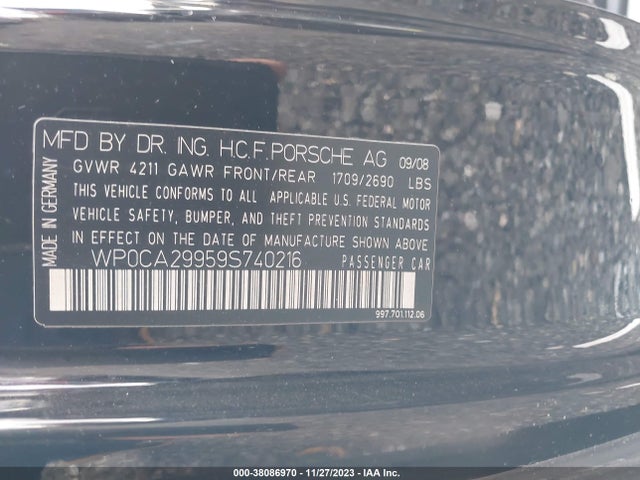 MFD BY DR. ING. H.C.F. PORSCHE AG 09/08
GVWR 4211 GAWR FRONT/REAR 1709/2690 LBS
THIS VEHICLE CONFORMS TO ALL APPLICABLE U.S. FEDERAL MOTOR
VEHICLE SAFETY, BUMPER, AND THEFT PREVENTION STANDARDS
IN EFFECT ON THE DATE OF MANUFACTURE SHOWN ABOVE
WP0CA29959S740216 PASSENGER CAR
997.701.112.06
MADE IN GERMANY
000-38086970 - 11/27/2023 - IAA Inc.